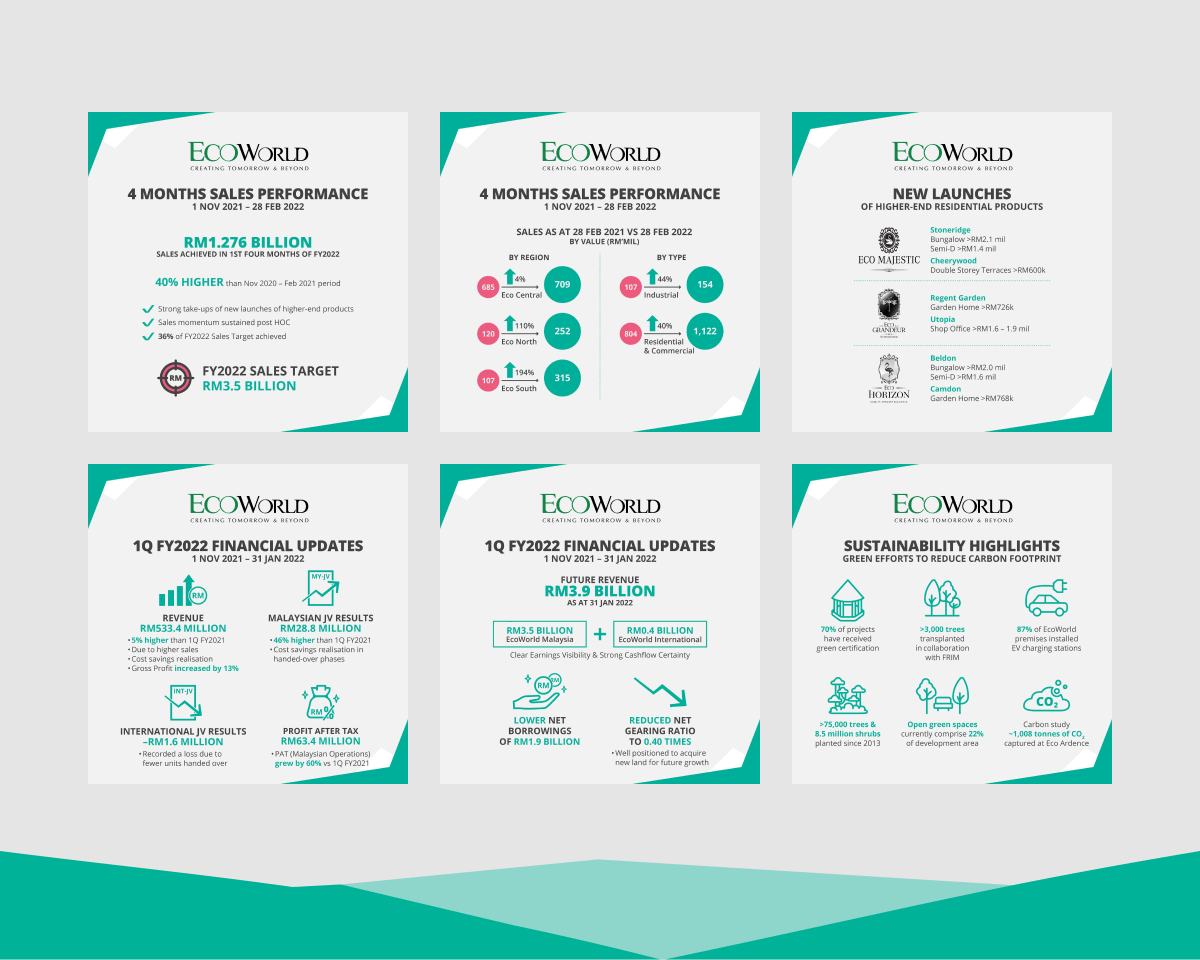 ECOWORLD
CREATING TOMORROW & BEYOND
4 MONTHS SALES PERFORMANCE
1 NOV 2021 – 28 FEB 2022
RM1.276 BILLION
SALES ACHIEVED IN 1ST FOUR MONTHS OF FY2022
40% HIGHER than Nov 2020 – Feb 2021 period
Strong take-ups of new launches of higher-end products
Sales momentum sustained post HOC
36% of FY2022 Sales Target achieved
RM
FY2022 SALES TARGET
RM3.5 BILLION
ECOWORLD
CREATING TOMORROW & BEYOND
4 MONTHS SALES PERFORMANCE
1 NOV 2021 – 28 FEB 2022
SALES AS AT 28 FEB 2021 VS 28 FEB 2022
BY VALUE (RM'MIL)
BY REGION
685
4%
Eco Central
709
120
110%
Eco North
252
107
194%
Eco South
315
BY TYPE
107
44%
Industrial
154
804
40%
Residential
& Commercial
1,122
ECOWORLD
CREATING TOMORROW & BEYOND
NEW LAUNCHES
OF HIGHER-END RESIDENTIAL PRODUCTS
ECO MAJESTIC
Stoneridge
Bungalow >RM2.1 mil
Semi-D >RM1.4 mil
Cheerywood
Double Storey Terraces >RM600k
ECO
GRANDEUR
Regent Garden
Garden Home >RM726k
Utopia
Shop Office >RM1.6 – 1.9 mil
ECO
HORIZON
Beldon
Bungalow >RM2.0 mil
Semi-D >RM1.6 mil
Camdon
Garden Home >RM768k
ECOWORLD
CREATING TOMORROW & BEYOND
1Q FY2022 FINANCIAL UPDATES
1 NOV 2021 – 31 JAN 2022
RM
REVENUE
RM533.4 MILLION
• 5% higher than 1Q FY2021
• Due to higher sales
• Cost savings realisation
• Gross Profit increased by 13%
MY-JV
MALAYSIAN JV RESULTS
RM28.8 MILLION
• 46% higher than 1Q FY2021
• Cost savings realisation in
handed-over phases
INT-JV
INTERNATIONAL JV RESULTS
–RM1.6 MILLION
• Recorded a loss due to
fewer units handed over
RM %
PROFIT AFTER TAX
RM63.4 MILLION
• PAT (Malaysian Operations)
grew by 60% vs 1Q FY2021
ECOWORLD
CREATING TOMORROW & BEYOND
1Q FY2022 FINANCIAL UPDATES
1 NOV 2021 – 31 JAN 2022
FUTURE REVENUE
RM3.9 BILLION
AS AT 31 JAN 2022
RM3.5 BILLION
EcoWorld Malaysia
+
RM0.4 BILLION
EcoWorld International
Clear Earnings Visibility & Strong Cashflow Certainty
RM RM
LOWER NET
BORROWINGS
OF RM1.9 BILLION
REDUCED NET
GEARING RATIO
TO 0.40 TIMES
• Well positioned to acquire
new land for future growth
ECOWORLD
CREATING TOMORROW & BEYOND
SUSTAINABILITY HIGHLIGHTS
GREEN EFFORTS TO REDUCE CARBON FOOTPRINT
70% of projects
have received
green certification
>3,000 trees
transplanted
in collaboration
with FRIM
87% of EcoWorld
premises installed
EV charging stations
>75,000 trees &
8.5 million shrubs
planted since 2013
Open green spaces
currently comprise 22%
of development area
CO₂
Carbon study
~1,008 tonnes of CO₂
captured at Eco Ardence